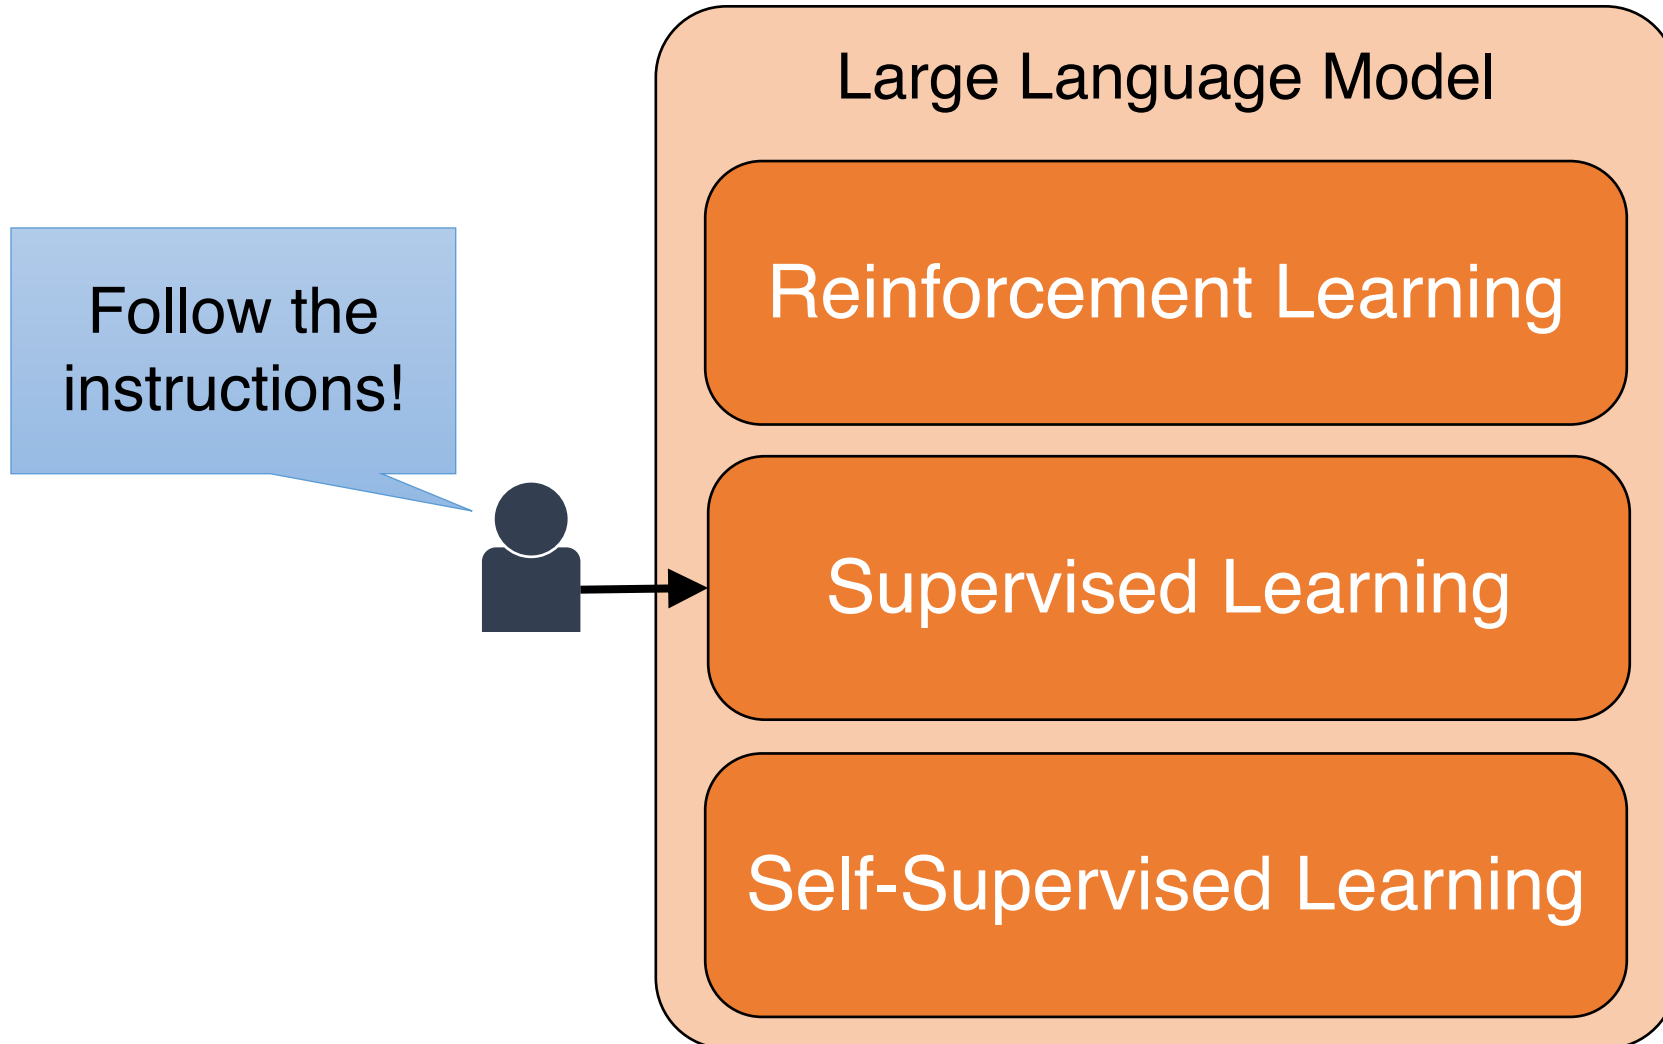 Large Language Model
Reinforcement Learning
Follow the
instructions!
Supervised Learning
Self-Supervised Learning